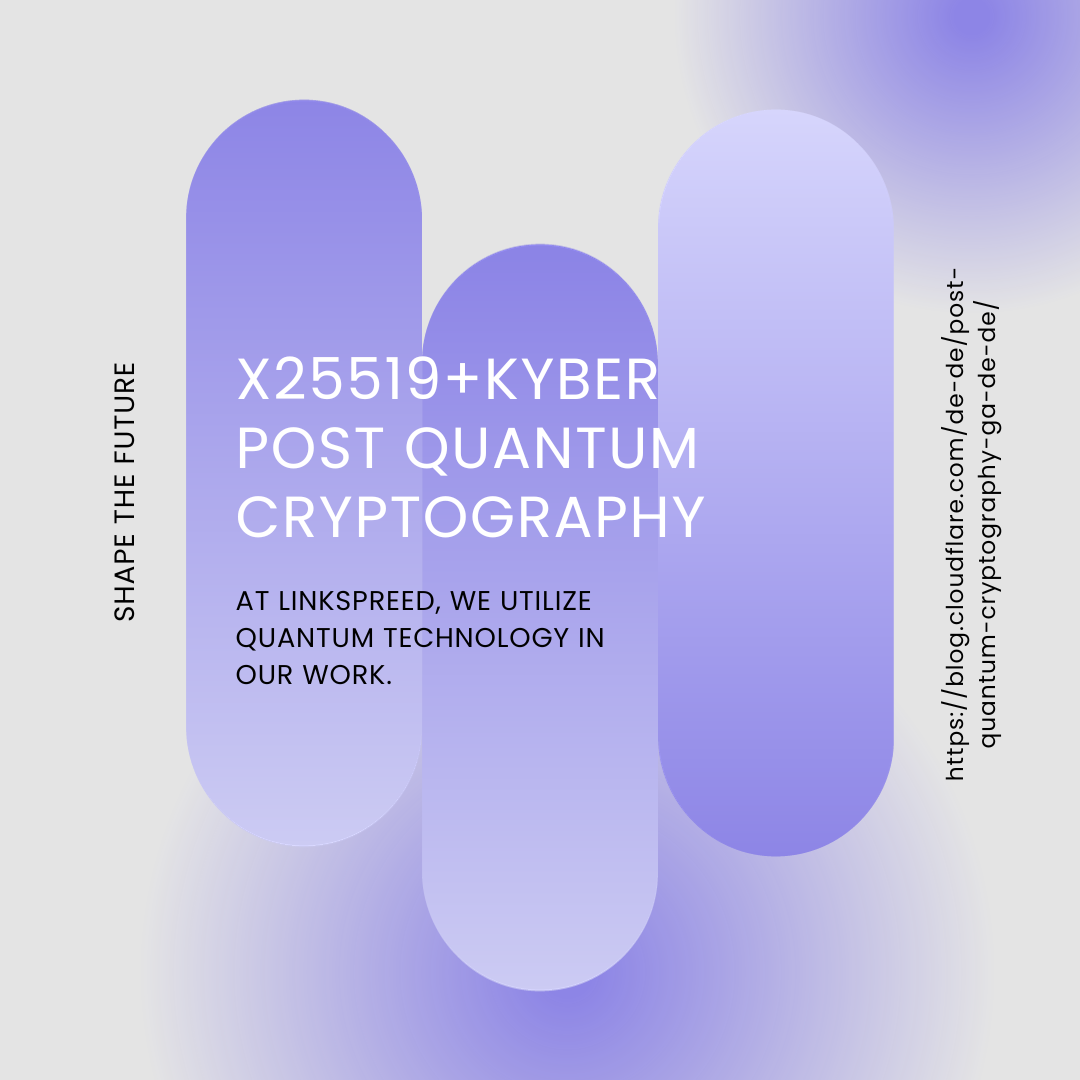 SHAPE THE FUTURE
X25519+KYBER
POST QUANTUM
CRYPTOGRAPHY
AT LINKSPREED, WE UTILIZE
QUANTUM TECHNOLOGY IN
OUR WORK.
https://blog.cloudflare.com/de-de/post-
quantum-cryptography-ga-de-de/